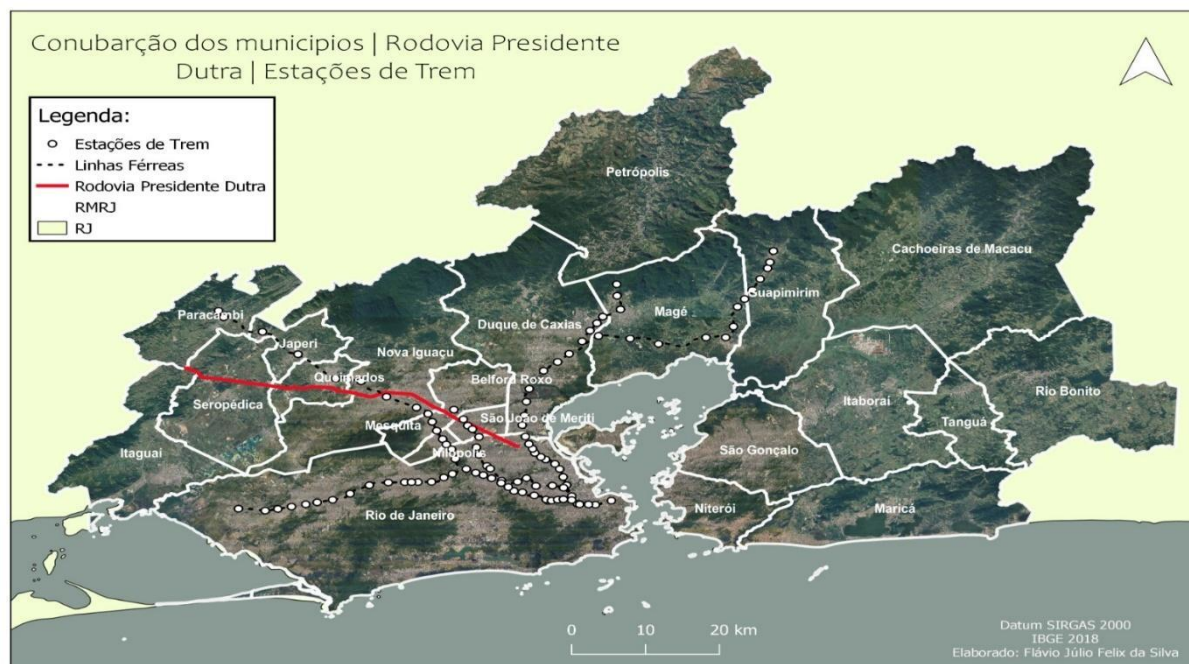 Conubarção dos municipios | Rodovia Presidente
Dutra | Estações de Trem
Legenda:
Estações de Trem
Linhas Férreas
Rodovia Presidente Dutra
RMRJ
RJ
Petrópolis
Cachoeiras de Macacu
Guapimirim
Magé
Paracambi
Duque de Caxias
Japeri
Nova Iguaçu
Queimados
Belford Roxo
Rio Bonito
Seropédica
Itaboraí
São João de Meriti
Tanguá
Mesquita
São Gonçalo
Itaguaí
Nilópolis
Rio de Janeiro
Niterói
Maricá
0 10 20 km
Datum SIRGAS 2000
IBGE 2018
Elaborado: Flávio Júlio Felix da Silva